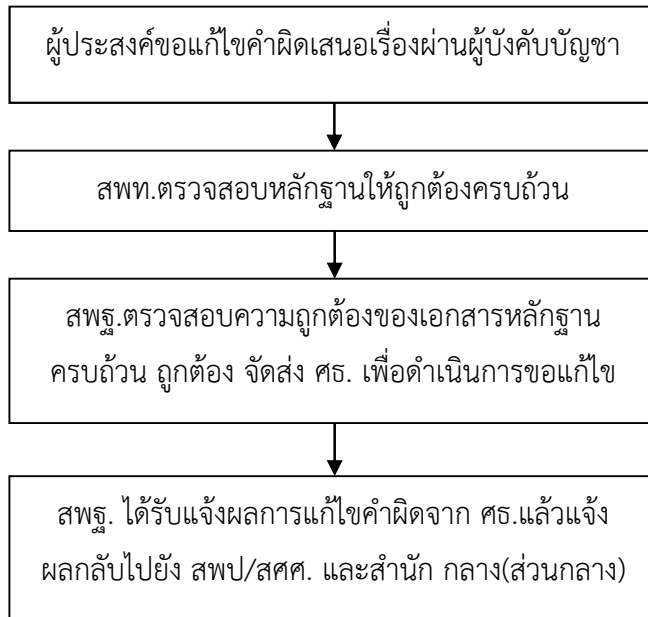 ผู้ประสงค์ขอแก้ไขคำผิดเสนอเรื่องผ่านผู้บังคับบัญชา
สพท.ตรวจสอบหลักฐานให้ถูกต้องครบถ้วน
สพฐ.ตรวจสอบความถูกต้องของเอกสารหลักฐาน
ครบถ้วน ถูกต้อง จัดส่ง ศธ. เพื่อดำเนินการขอแก้ไข
สพฐ. ได้รับแจ้งผลการแก้ไขคำผิดจาก ศธ.แล้วแจ้ง
ผลกลับไปยัง สพป/สศศ. และสำนัก กลาง(ส่วนกลาง)